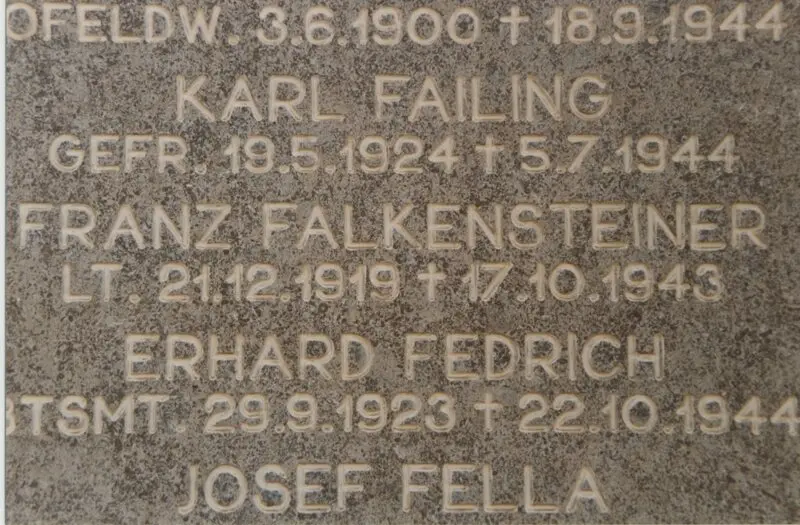 OFELDW. 3.6.1900 † 18.9.1944
KARL FAILING
GEFR. 19.5.1924 † 5.7.1944
FRANZ FALKENSTEINER
LT. 21.12.1919 † 17.10.1943
ERHARD FEDRICH
BTSMT. 29.9.1923 † 22.10.1944
JOSEF FELLA